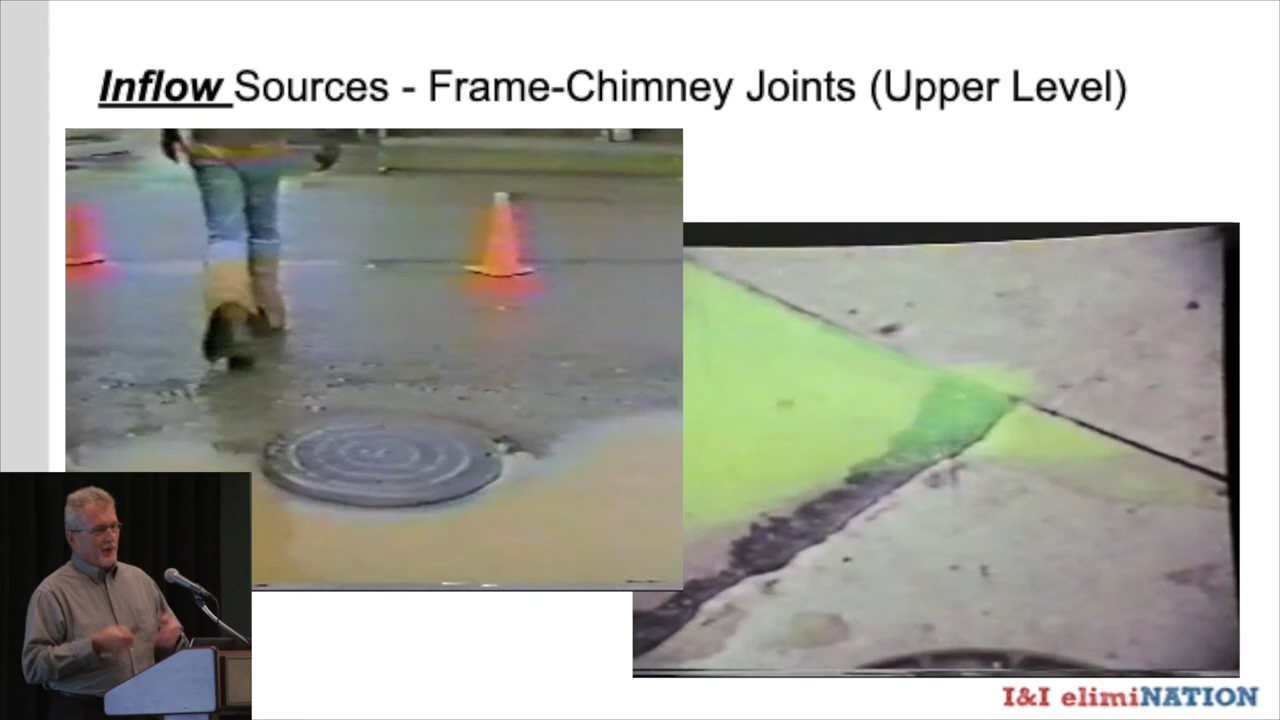 Inflow Sources - Frame-Chimney Joints (Upper Level)
I&I elimiNATION